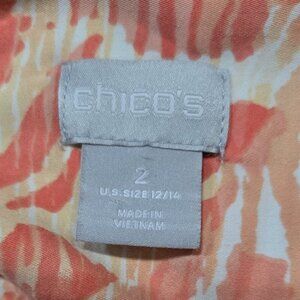 chico's
2
U.S. SIZE 12/14
MADE IN
VIETNAM